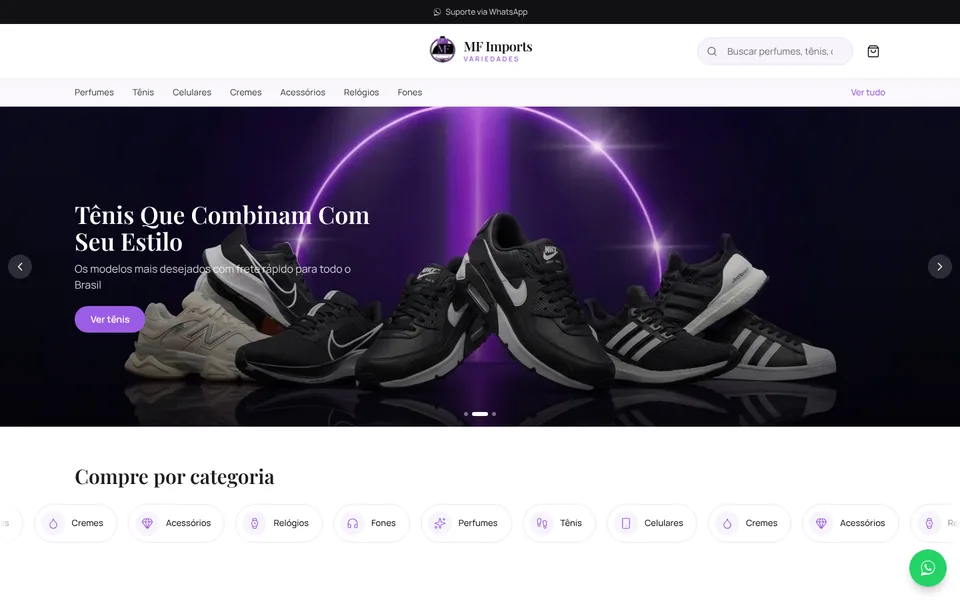 Suporte via WhatsApp
MF
MF Imports
VARIEDADES
Buscar perfumes, tênis, c
Perfumes
Tênis
Celulares
Cremes
Acessórios
Relógios
Fones
Ver tudo
Tênis Que Combinam Com
Seu Estilo
Os modelos mais desejados com frete rápido para todo o
Brasil
Ver tênis
Compre por categoria
Cremes
Acessórios
Relógios
Fones
Perfumes
Tênis
Celulares
Cremes
Acessórios